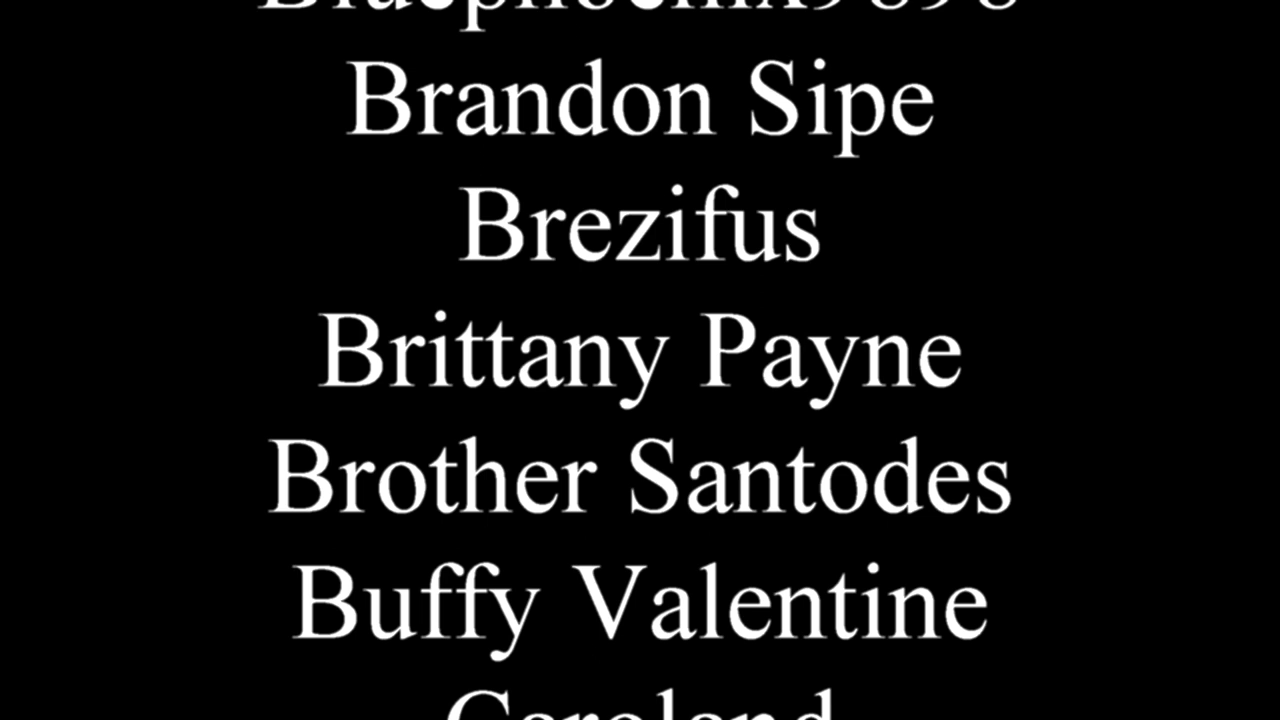 Brandon Sipe
Brezifus
Brittany Payne
Brother Santodes
Buffy Valentine